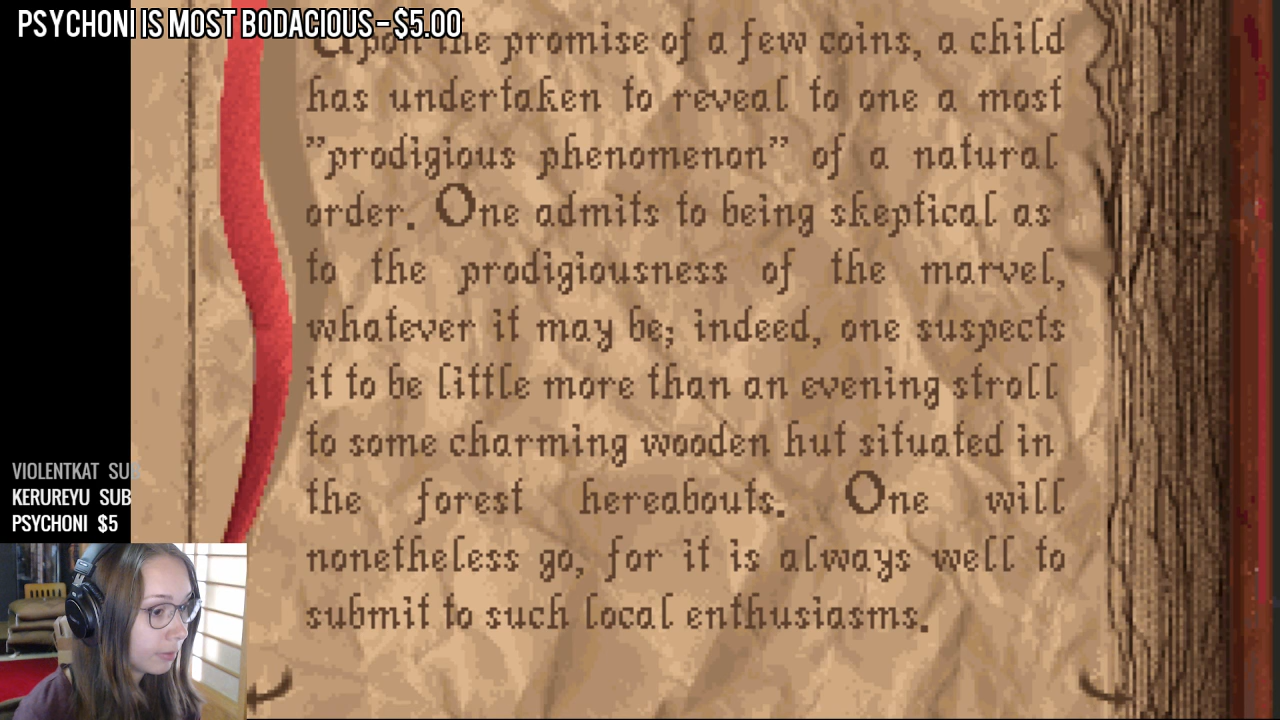 PSYCHONI IS MOST BODACIOUS - $5.00
Upon the promise of a few coins, a child
has undertaken to reveal to one a most
"prodigious phenomenon" of a natural
order. One admits to being skeptical as
to the prodigiousness of the marvel,
whatever it may be; indeed, one suspects
it to be little more than an evening stroll
to some charming wooden hut situated in
the forest hereabouts. One will
nonetheless go, for it is always well to
submit to such local enthusiasms.
VIOLENTKAT SU
KERUREYU SUB
PSYCHONI $5